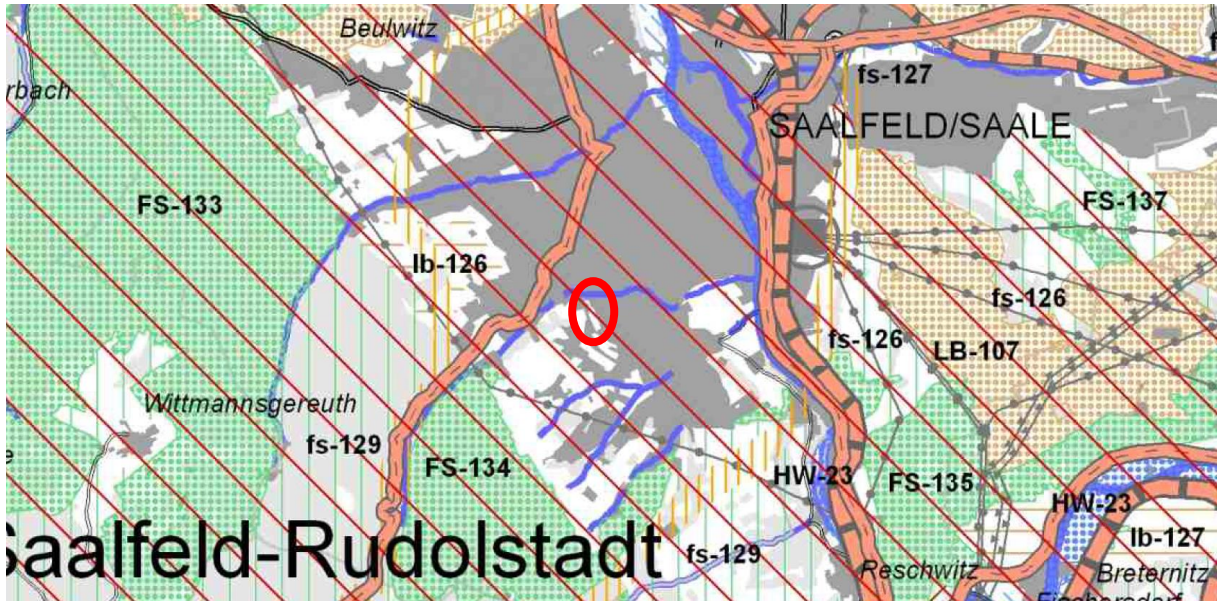 Beulwitz
rbach
fs-127
SAALFELD/SAALE
FS-133
FS-137
lb-126
fs-126
fs-126
LB-107
Wittmannsgereuth
fs-129
FS-134
HW-23
FS-135
HW-23
lb-127
Saalfeld-Rudolstadt
fs-129
Reschwitz
Breternitz
Fischersdorf